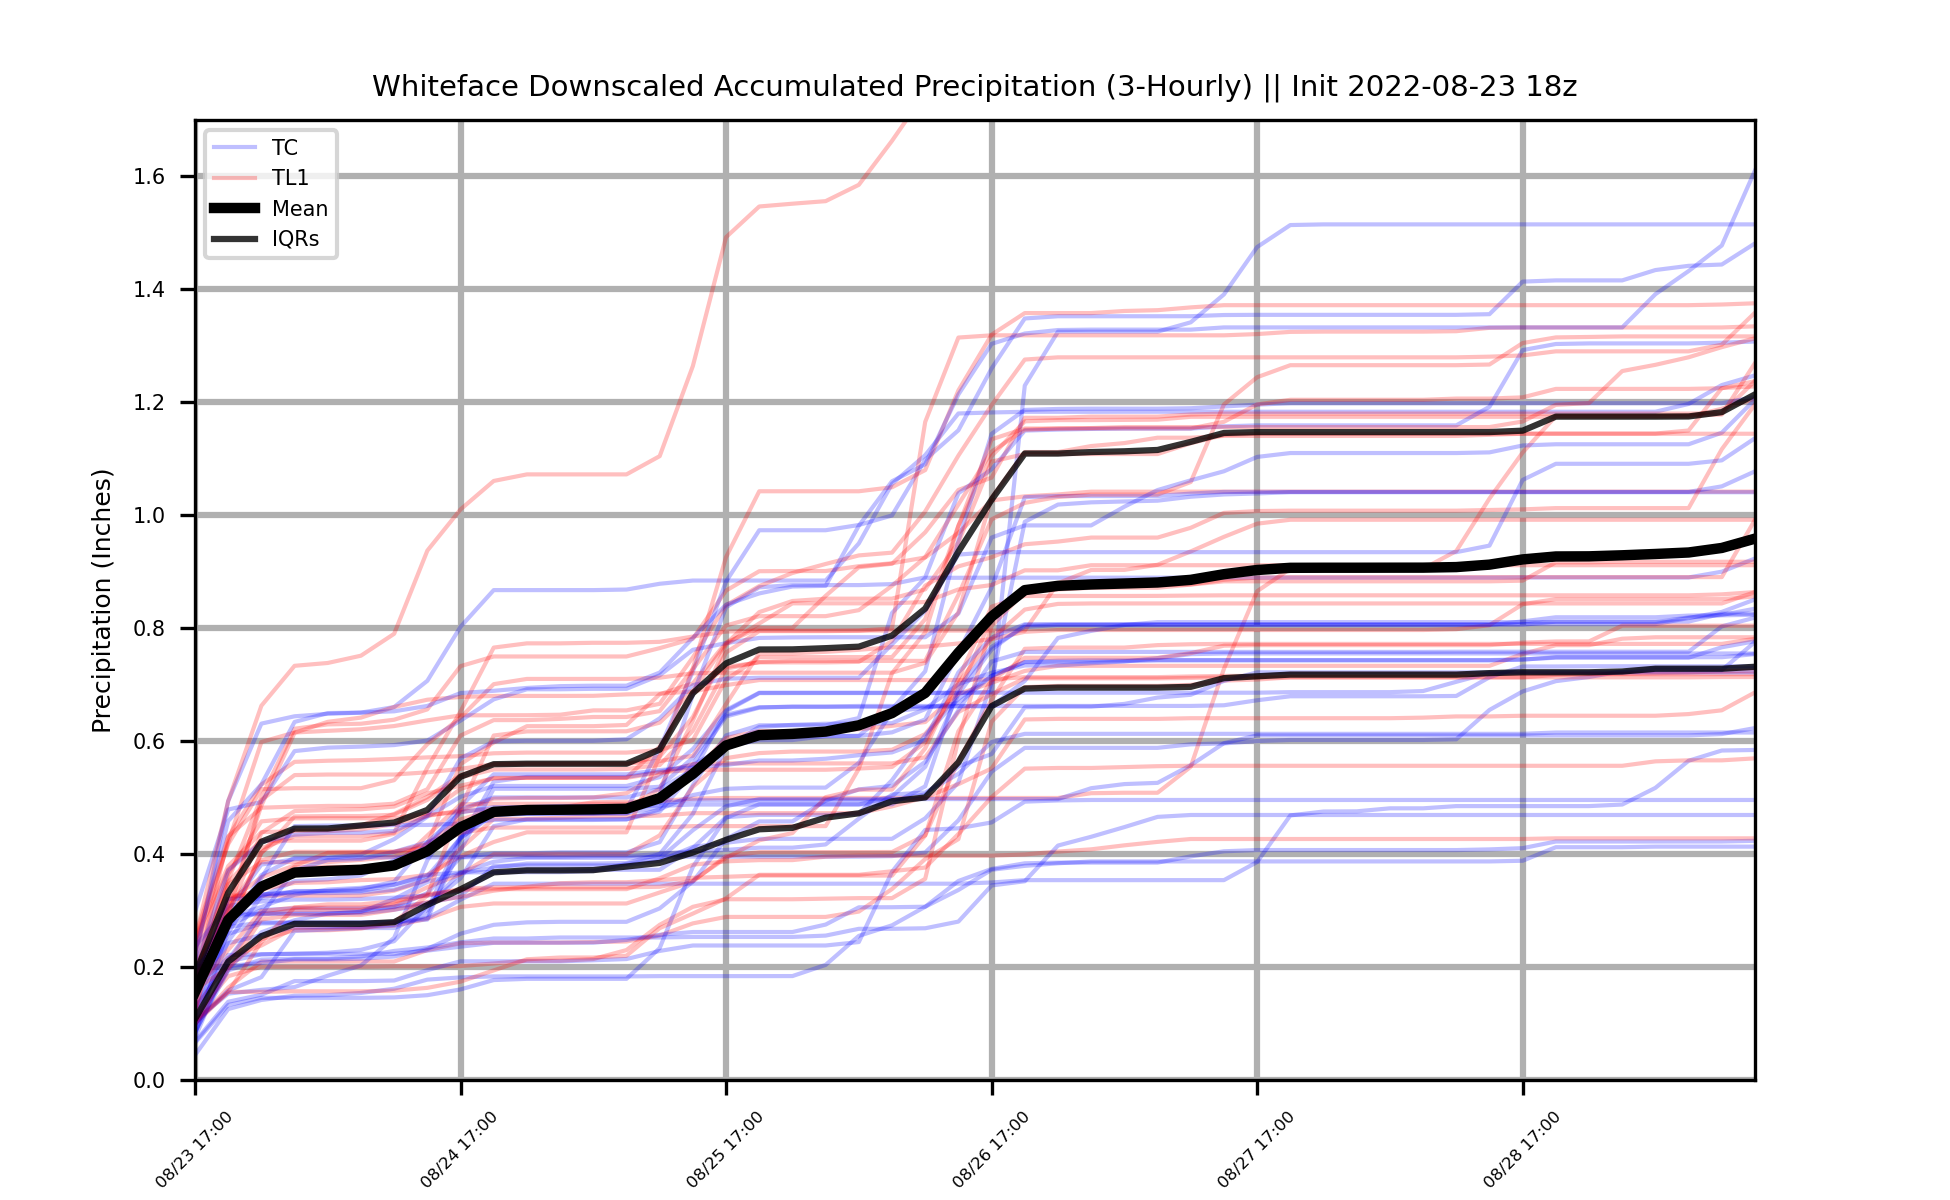 Whiteface Downscaled Accumulated Precipitation (3-Hourly) || Init 2022-08-23 18z
TC
TL1
Mean
IQRs
Precipitation (Inches)
1.6
1.4
1.2
1.0
0.8
0.6
0.4
0.2
0.0
08/23 17:00
08/24 17:00
08/25 17:00
08/26 17:00
08/27 17:00
08/28 17:00